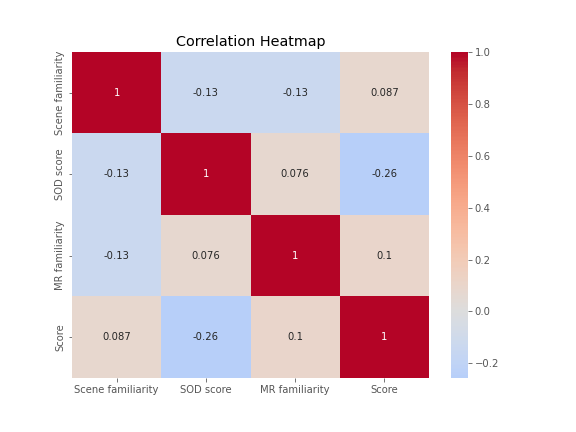 Correlation Heatmap
Scene familiarity
1
-0.13
-0.13
0.087
SOD score
-0.13
1
0.076
-0.26
MR familiarity
-0.13
0.076
1
0.1
Score
0.087
-0.26
0.1
1
Scene familiarity
SOD score
MR familiarity
Score
1.0
0.8
0.6
0.4
0.2
0.0
−0.2